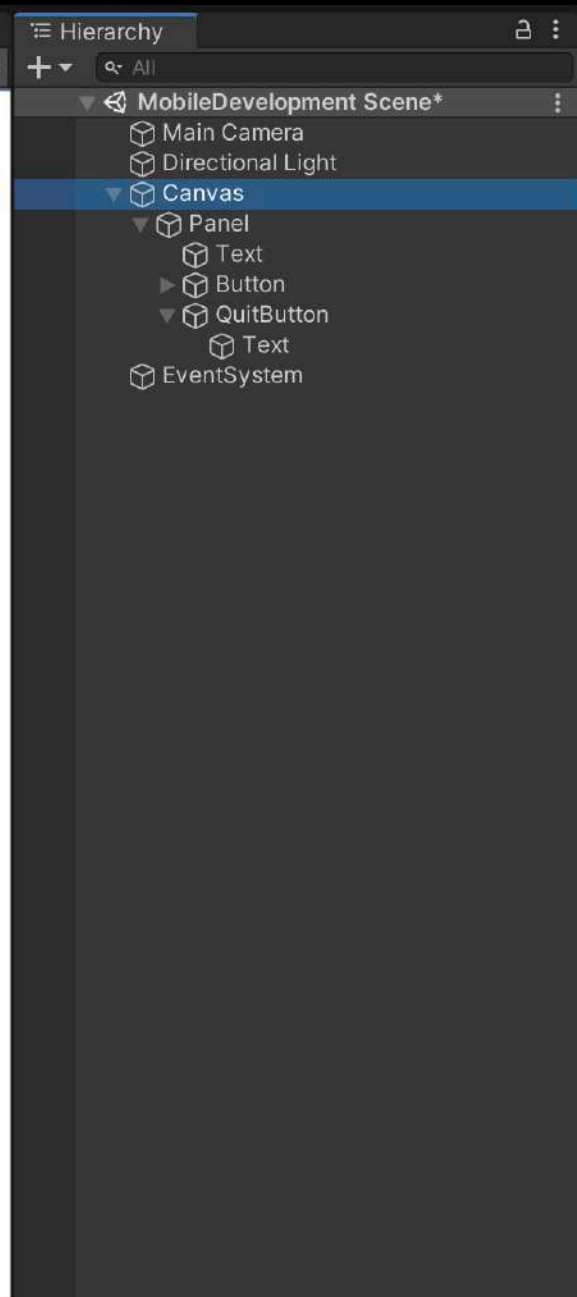 Hierarchy
All
MobileDevelopment Scene*
Main Camera
Directional Light
Canvas
Panel
Text
Button
QuitButton
Text
EventSystem